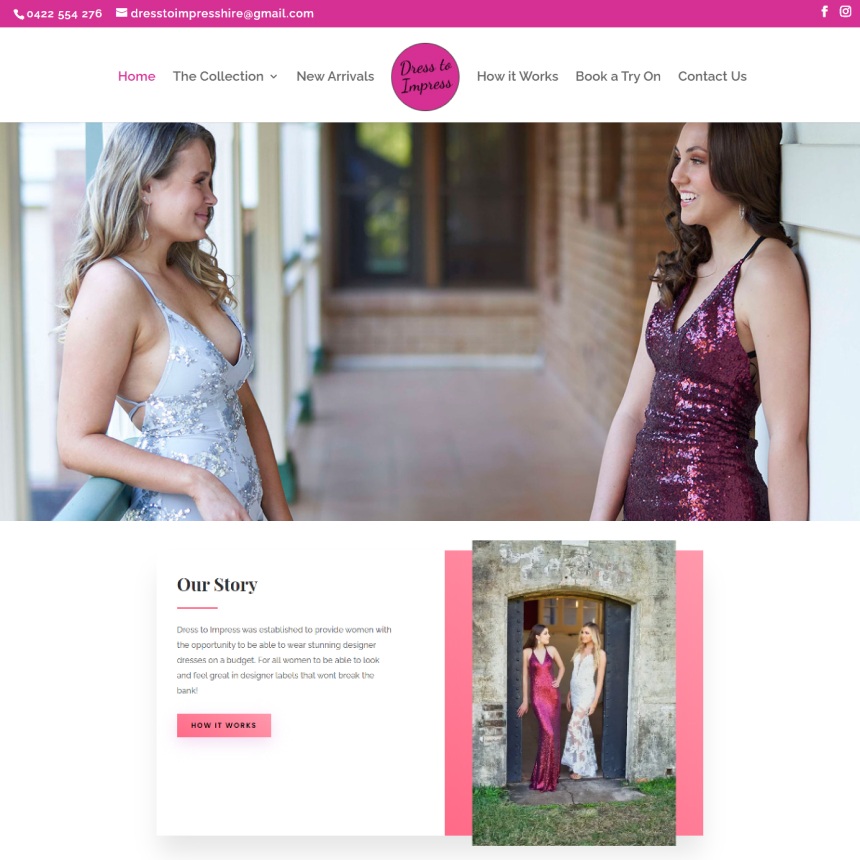 0422 554 276 dresstoimpresshire@gmail.com
Home The Collection New Arrivals Dress to Impress How it Works Book a Try On Contact Us
Our Story
Dress to Impress was established to provide women with
the opportunity to be able to wear stunning designer
dresses on a budget. For all women to be able to look
and feel great in designer labels that wont break the
bank!
HOW IT WORKS